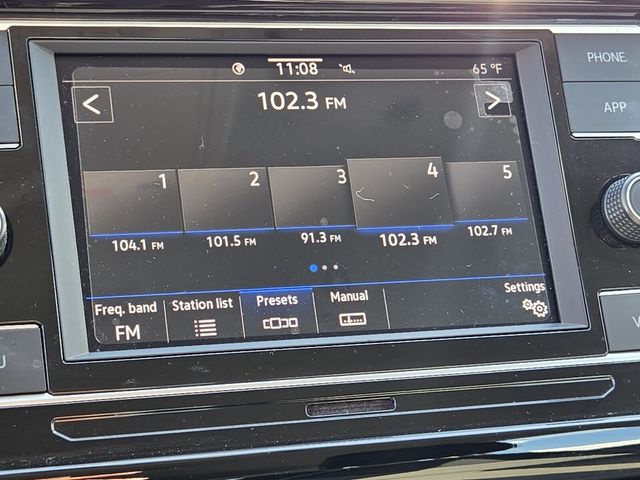 11:08 65 °F
PHONE
102.3 FM
< >
APP
1 2 3 4 5
104.1 FM 101.5 FM 91.3 FM 102.3 FM 102.7 FM
Freq. band Station list Presets Manual Settings
FM